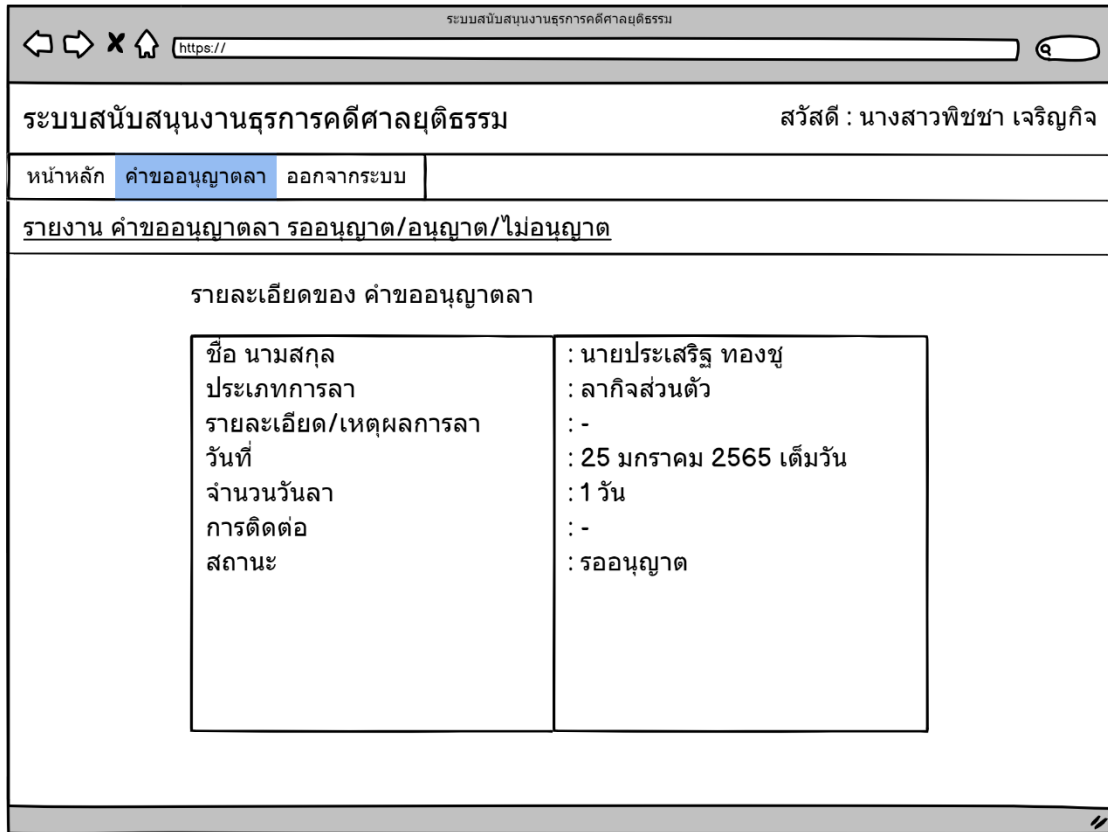 ระบบสนับสนุนงานธุรการคดีศาลยุติธรรม
https://
ระบบสนับสนุนงานธุรการคดีศาลยุติธรรม สวัสดี : นางสาวพิชชา เจริญกิจ
หน้าหลัก คำขออนุญาตลา ออกจากระบบ
รายงาน คำขออนุญาตลา รออนุญาต/อนุญาต/ไม่อนุญาต
รายละเอียดของ คำขออนุญาตลา
ชื่อ นามสกุล : นายประเสริฐ ทองชู
ประเภทการลา : ลากิจส่วนตัว
รายละเอียด/เหตุผลการลา : -
วันที่ : 25 มกราคม 2565 เต็มวัน
จำนวนวันลา : 1 วัน
การติดต่อ : -
สถานะ : รออนุญาต